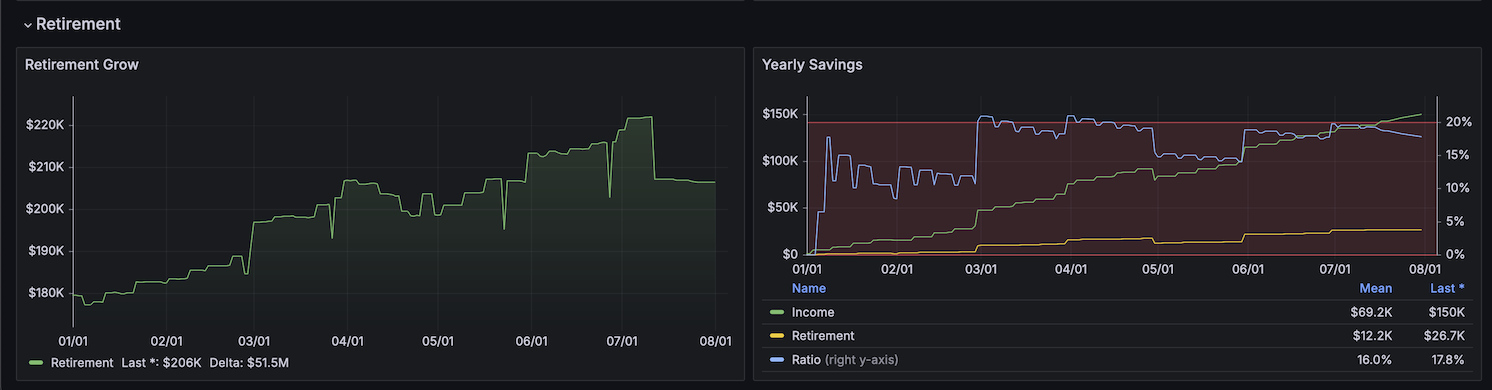 Retirement
Retirement Grow
$220K
$210K
$200K
$190K
$180K
01/01 02/01 03/01 04/01 05/01 06/01 07/01 08/01
Retirement Last *: $206K Delta: $51.5M
Yearly Savings
$150K 20%
$100K 15%
10%
$50K 5%
$0 0%
01/01 02/01 03/01 04/01 05/01 06/01 07/01 08/01
Name Mean Last *
Income $69.2K $150K
Retirement $12.2K $26.7K
Ratio (right y-axis) 16.0% 17.8%